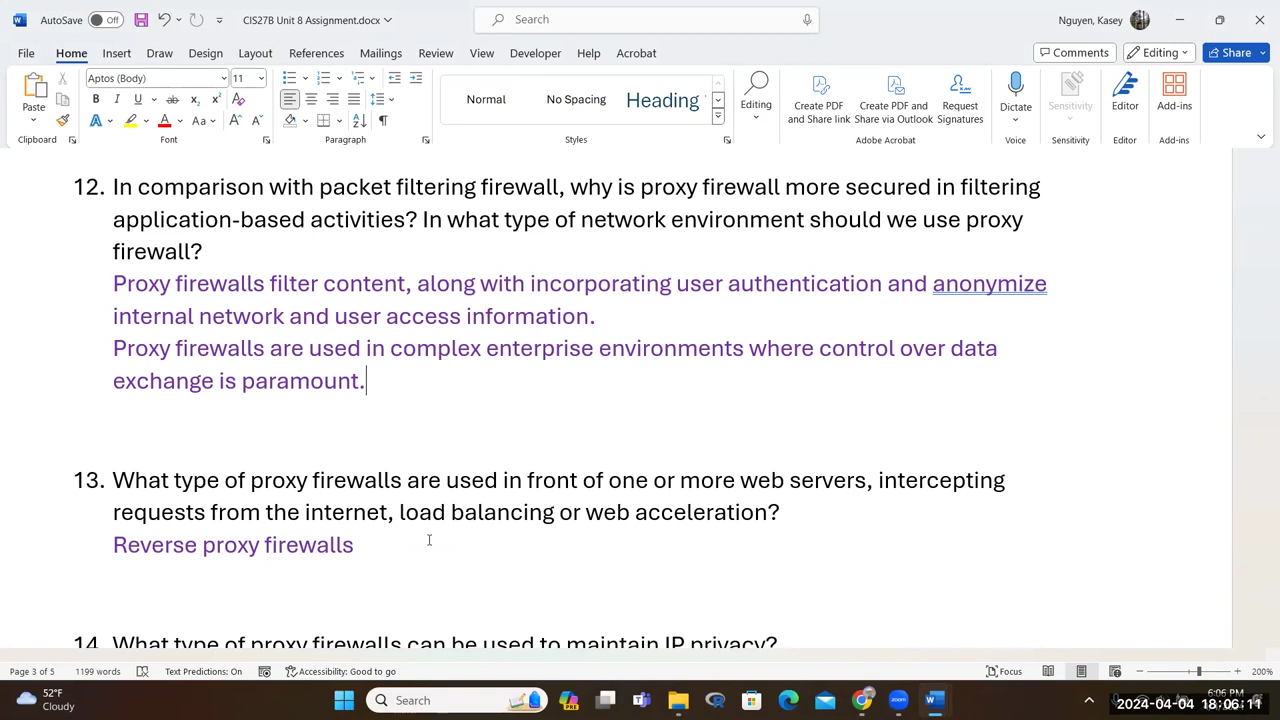 AutoSave Off CIS27B Unit 8 Assignment.docx Search Nguyen, Kasey
File Home Insert Draw Design Layout References Mailings Review View Developer Help Acrobat Comments Editing Share
Aptos (Body) 11
Paste
Normal No Spacing Heading
Editing
Create PDF and Share link
Create PDF and Share via Outlook
Request Signatures
Dictate
Sensitivity
Editor
Add-ins
Clipboard Font Paragraph Styles Adobe Acrobat Voice Sensitivity Editor Add-ins
12. In comparison with packet filtering firewall, why is proxy firewall more secured in filtering
application-based activities? In what type of network environment should we use proxy
firewall?
Proxy firewalls filter content, along with incorporating user authentication and anonymize
internal network and user access information.
Proxy firewalls are used in complex enterprise environments where control over data
exchange is paramount.
13. What type of proxy firewalls are used in front of one or more web servers, intercepting
requests from the internet, load balancing or web acceleration?
Reverse proxy firewalls
14. What type of proxy firewalls can be used to maintain IP privacy?
Page 3 of 5 1199 words Text Predictions: On Accessibility: Good to go Focus 200%
52°F
Cloudy
Search
6:06 PM
2024-04-04 18:06:11